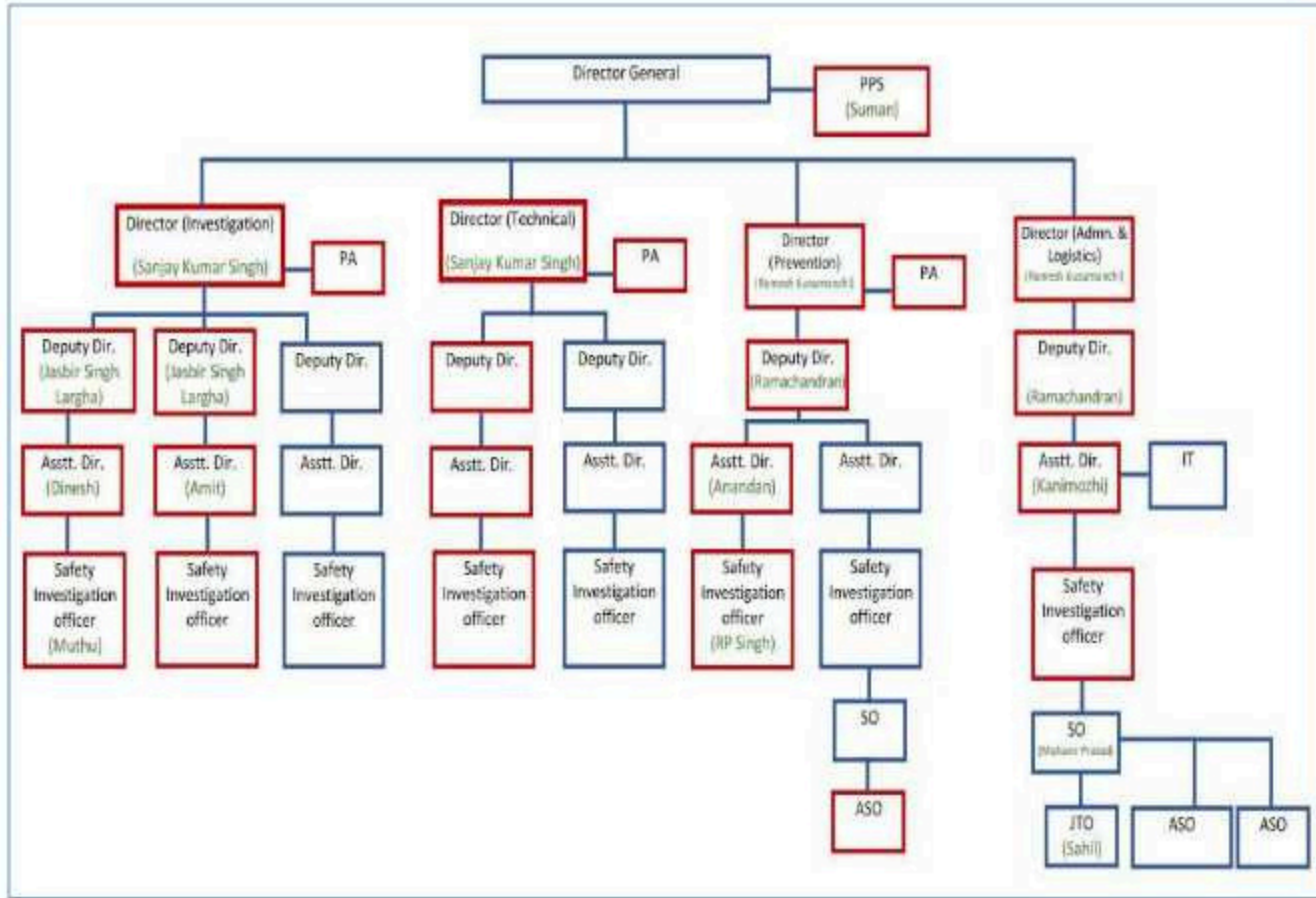 Director General
PPS
(Suman)
Director (Investigation)
(Sanjay Kumar Singh)
PA
Director (Technical)
(Sanjay Kumar Singh)
PA
Director
(Prevention)
PA
Director (Admn. &
Logistics)
Deputy Dir.
(Jasbir Singh
Largha)
Deputy Dir.
(Jasbir Singh
Largha)
Deputy Dir.
Deputy Dir.
Deputy Dir.
Deputy Dir.
(Ramachandran)
Deputy Dir.
(Ramachandran)
Asstt. Dir.
(Dinesh)
Asstt. Dir.
(Amit)
Asstt. Dir.
Asstt. Dir.
Asstt. Dir.
Asstt. Dir.
(Anandan)
Asstt. Dir.
Asstt. Dir.
(Kanimozhi)
IT
Safety
Investigation
officer
(Muthu)
Safety
Investigation
officer
Safety
Investigation
officer
Safety
Investigation
officer
Safety
Investigation
officer
Safety
Investigation
officer
(RP Singh)
Safety
Investigation
officer
Safety
Investigation
officer
SO
ASO
SO
JTO
(Sahil)
ASO
ASO